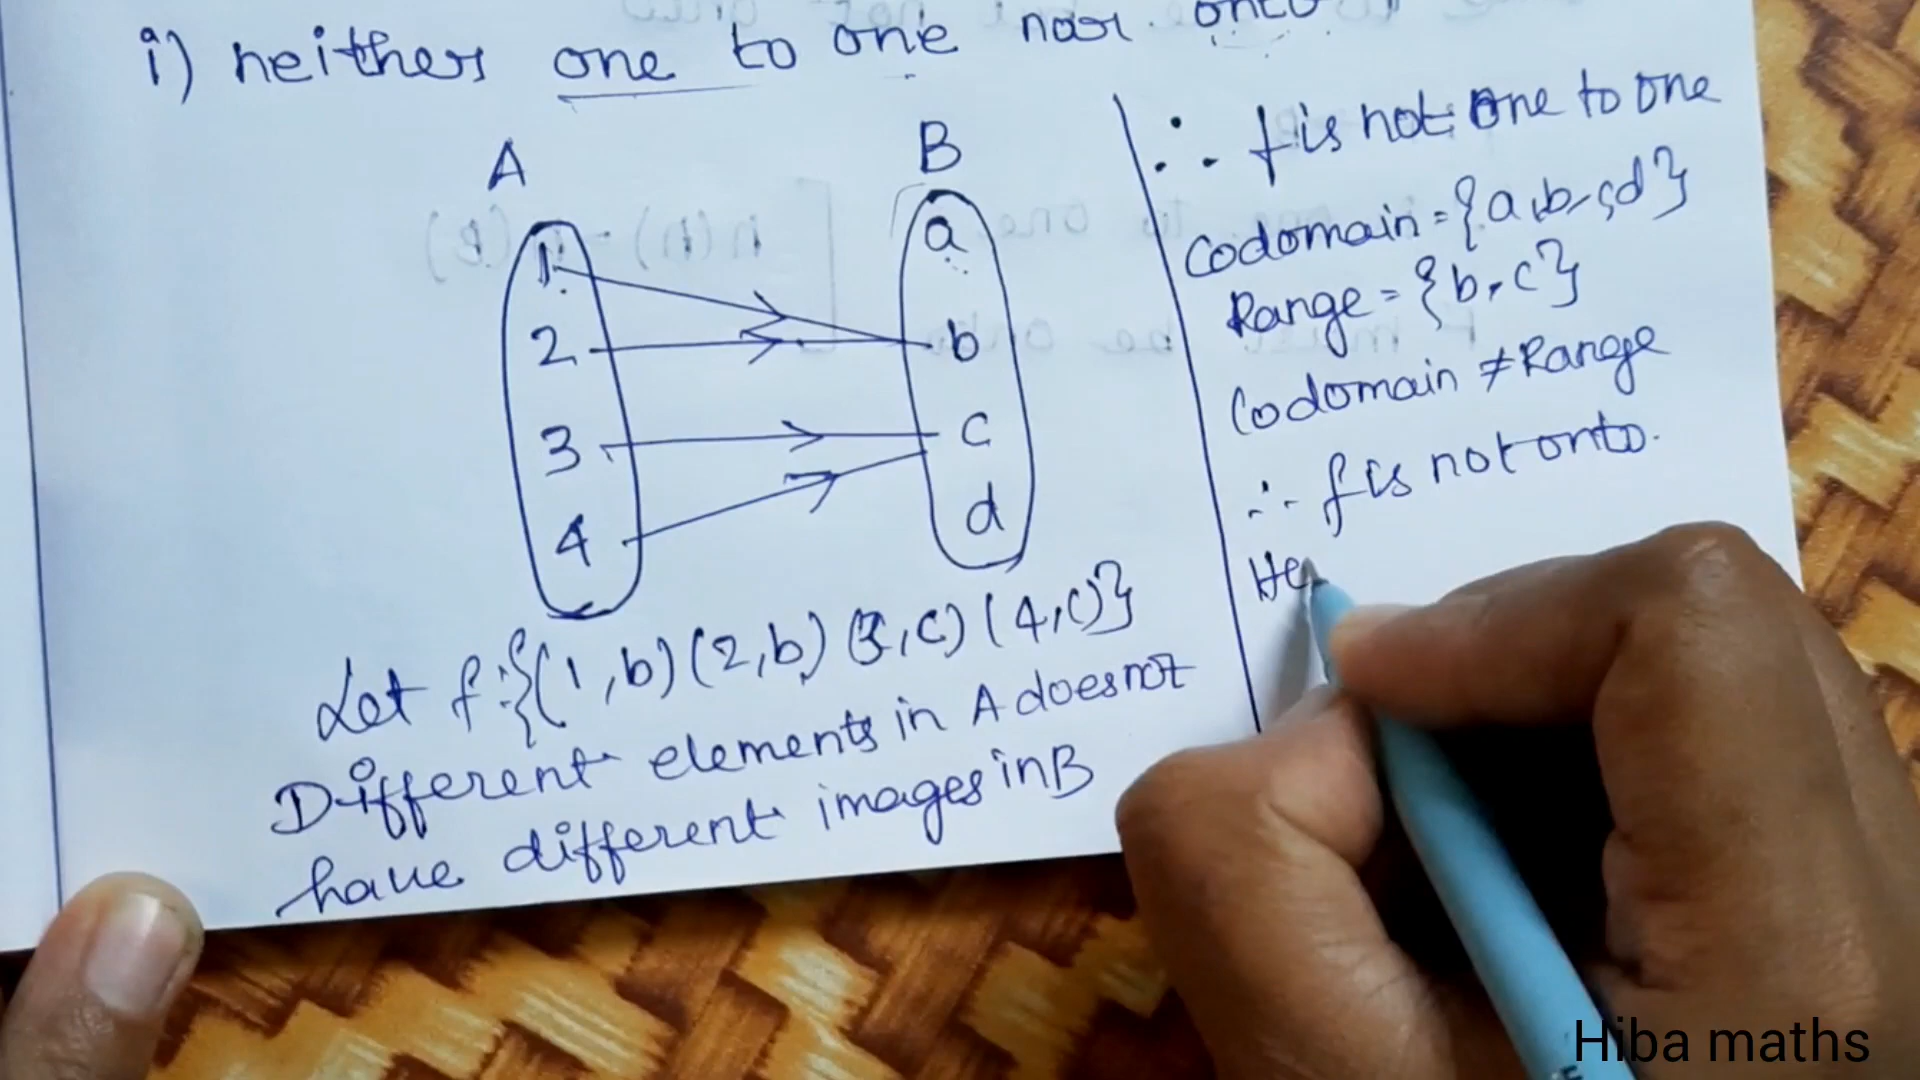 i) neither one to one nor onto
A
B
1
2
3
4
a
b
c
d
Let f:{(1,b)(2,b)(3,c)(4,c)}
Different elements in A does not
have different images in B
∴ f is not one to one
Codomain = {a,b,c,d}
Range = {b,c}
Codomain ≠ Range
∴ f is not onto.
He
Hiba maths